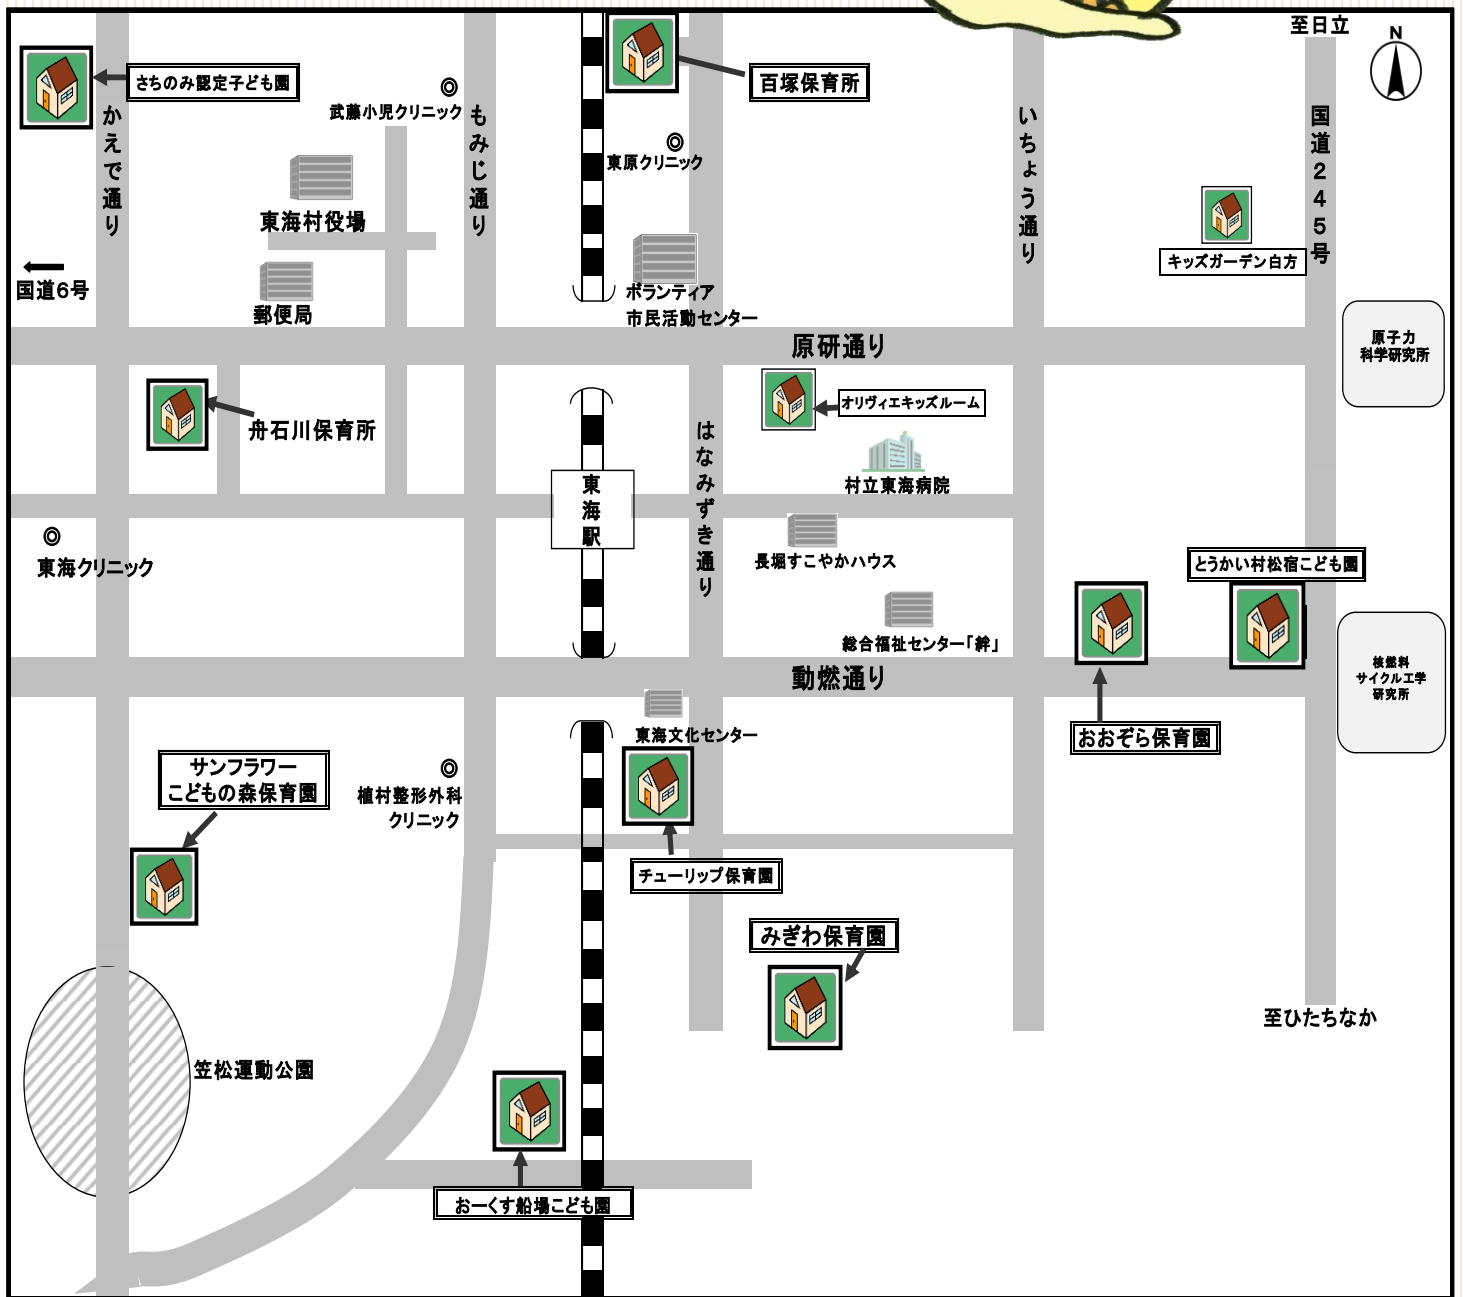 至日立
N
さちのみ認定子ども園
百塚保育所
武藤小児クリニック
かえで通り
もみじ通り
いちょう通り
国道245号
東原クリニック
東海村役場
キッズガーデン白方
国道6号
郵便局
ボランティア
市民活動センター
原研通り
原子力
科学研究所
オリヴィエキッズルーム
舟石川保育所
はなみずき通り
村立東海病院
東海駅
長堀すこやかハウス
東海クリニック
とうかい村松宿こども園
総合福祉センター「絆」
動燃通り
核燃料
サイクル工学
研究所
東海文化センター
おおぞら保育園
サンフラワー
こどもの森保育園
植村整形外科
クリニック
チューリップ保育園
みぎわ保育園
至ひたちなか
笠松運動公園
おーくす船場こども園